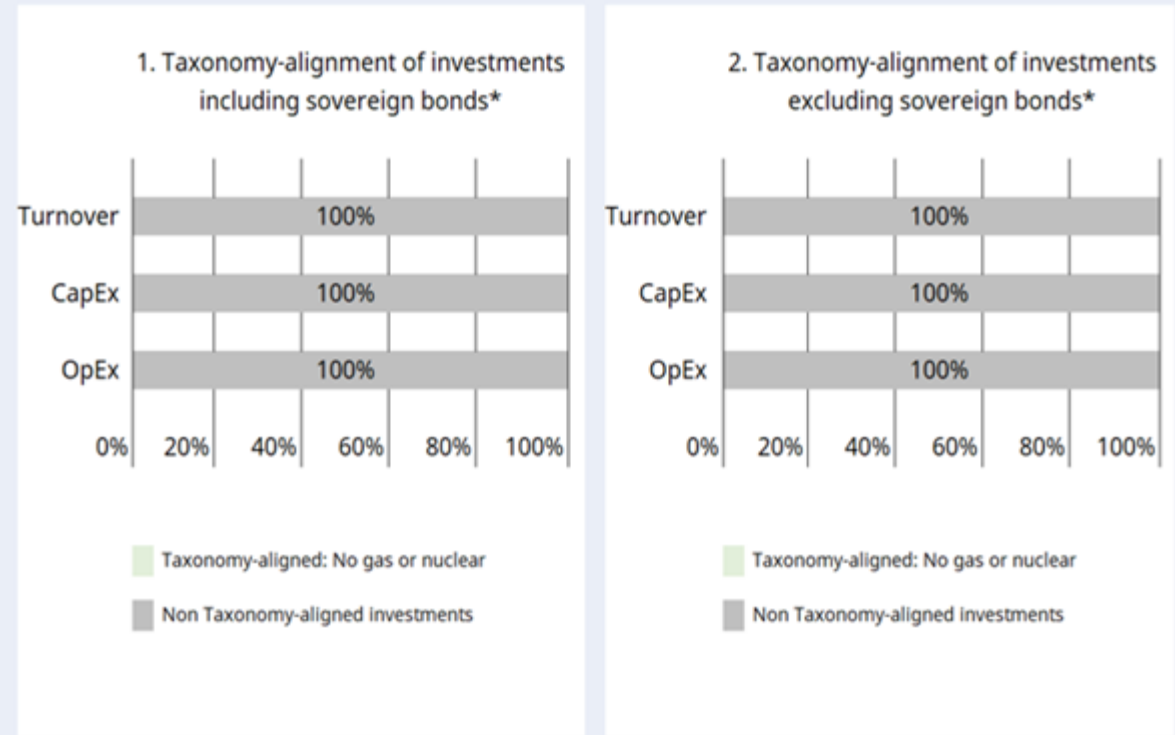 1. Taxonomy-alignment of investments
including sovereign bonds*
Turnover
100%
CapEx
100%
OpEx
100%
0% 20% 40% 60% 80% 100%
Taxonomy-aligned: No gas or nuclear
Non Taxonomy-aligned investments
2. Taxonomy-alignment of investments
excluding sovereign bonds*
Turnover
100%
CapEx
100%
OpEx
100%
0% 20% 40% 60% 80% 100%
Taxonomy-aligned: No gas or nuclear
Non Taxonomy-aligned investments